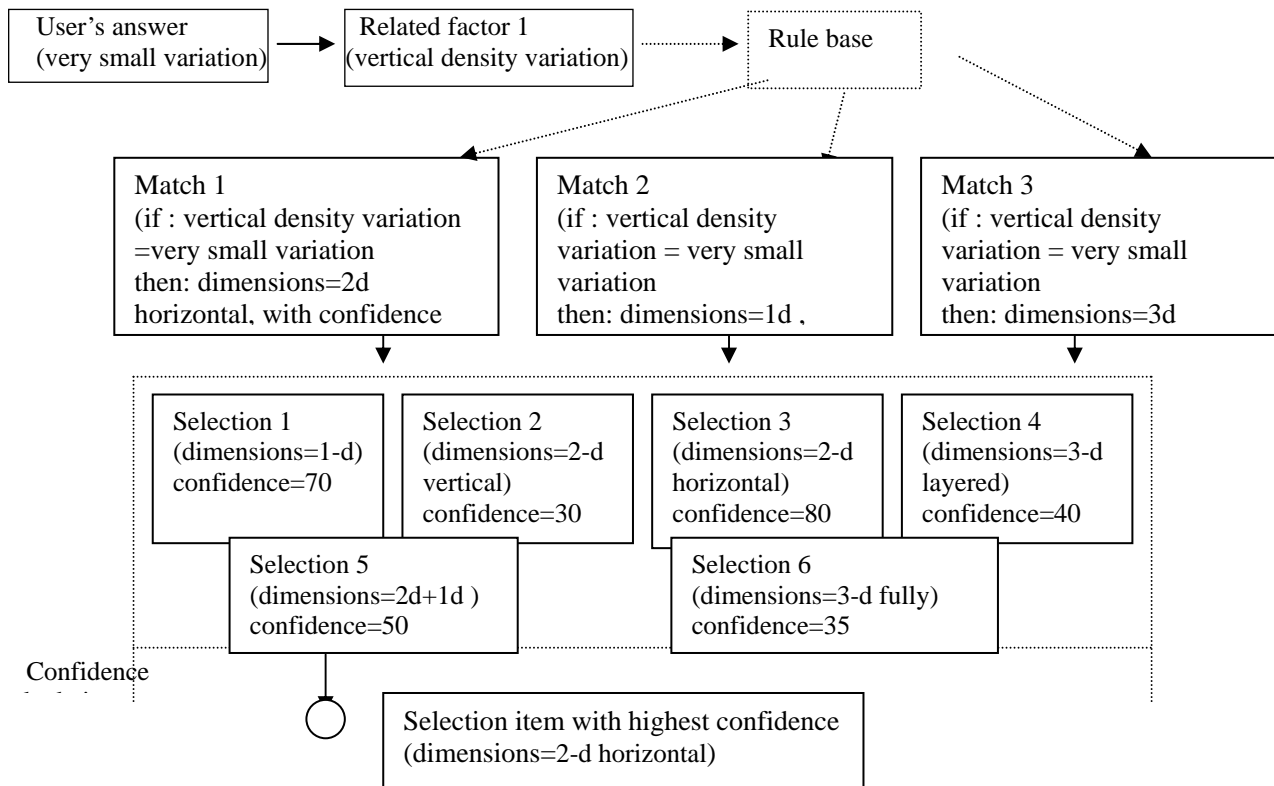 User’s answer
(very small variation)
Related factor 1
(vertical density variation)
Rule base
Match 1
(if : vertical density variation
=very small variation
then: dimensions=2d
horizontal, with confidence
Match 2
(if : vertical density
variation = very small
variation
then: dimensions=1d ,
Match 3
(if : vertical density
variation = very small
variation
then: dimensions=3d
Selection 1
(dimensions=1-d)
confidence=70
Selection 2
(dimensions=2-d
vertical)
confidence=30
Selection 3
(dimensions=2-d
horizontal)
confidence=80
Selection 4
(dimensions=3-d
layered)
confidence=40
Selection 5
(dimensions=2d+1d )
confidence=50
Selection 6
(dimensions=3-d fully)
confidence=35
Confidence
Selection item with highest confidence
(dimensions=2-d horizontal)